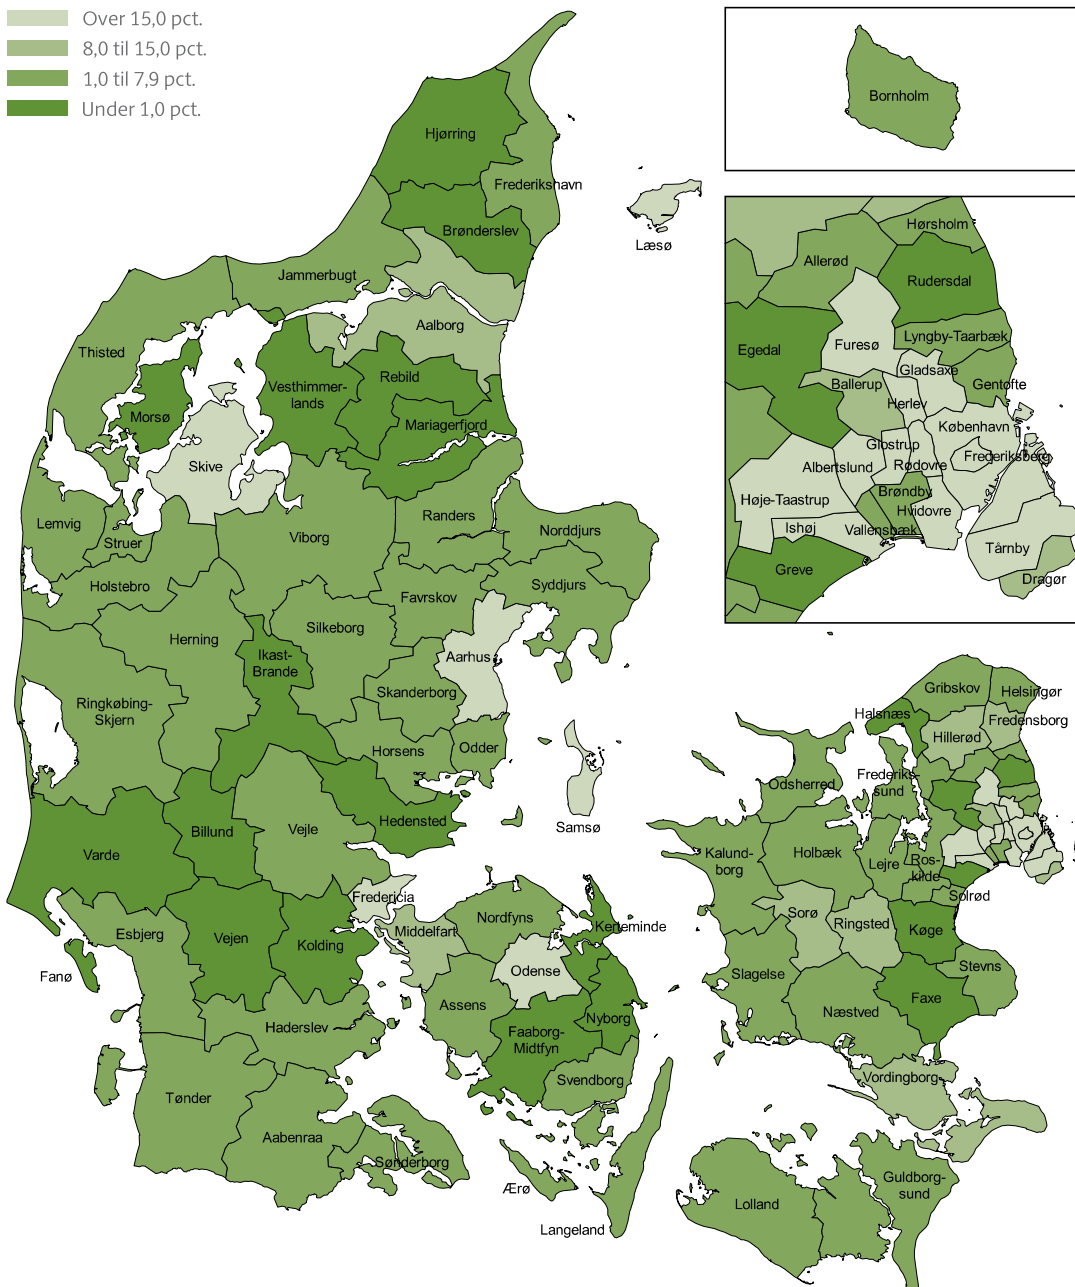 Over 15,0 pct.
8,0 til 15,0 pct.
1,0 til 7,9 pct.
Under 1,0 pct.
Bornholm
Hjørring
Frederikshavn
Brønderslev
Læsø
Jammerbugt
Aalborg
Thisted
Rebild
Vesthimmer-
lands
Morsø
Mariagerfjord
Skive
Lemvig
Struer
Viborg
Randers
Norddjurs
Holstebro
Favrskov
Syddjurs
Herning
Silkeborg
Ikast-
Brande
Aarhus
Skanderborg
Ringkøbing-
Skjern
Horsens
Odder
Hedensted
Samsø
Billund
Vejle
Varde
Fredericia
Esbjerg
Vejen
Kolding
Middelfart
Nordfyns
Kerteminde
Fanø
Odense
Assens
Haderslev
Faaborg-
Midtfyn
Nyborg
Svendborg
Tønder
Aabenraa
Sønderborg
Ærø
Langeland
Hørsholm
Allerød
Rudersdal
Egedal
Furesø
Lyngby-Taarbæk
Gladsaxe
Gentofte
Ballerup
Herlev
København
Glostrup
Frederiksberg
Albertslund
Rødovre
Høje-Taastrup
Brøndby
Hvidovre
Ishøj
Vallensbæk
Greve
Tårnby
Dragør
Gribskov
Helsingør
Halsnæs
Fredensborg
Hillerød
Odsherred
Frederiks-
sund
Kalund-
borg
Holbæk
Lejre
Ros-
kilde
Solrød
Sorø
Ringsted
Køge
Slagelse
Stevns
Næstved
Faxe
Vordingborg
Guldborg-
sund
Lolland